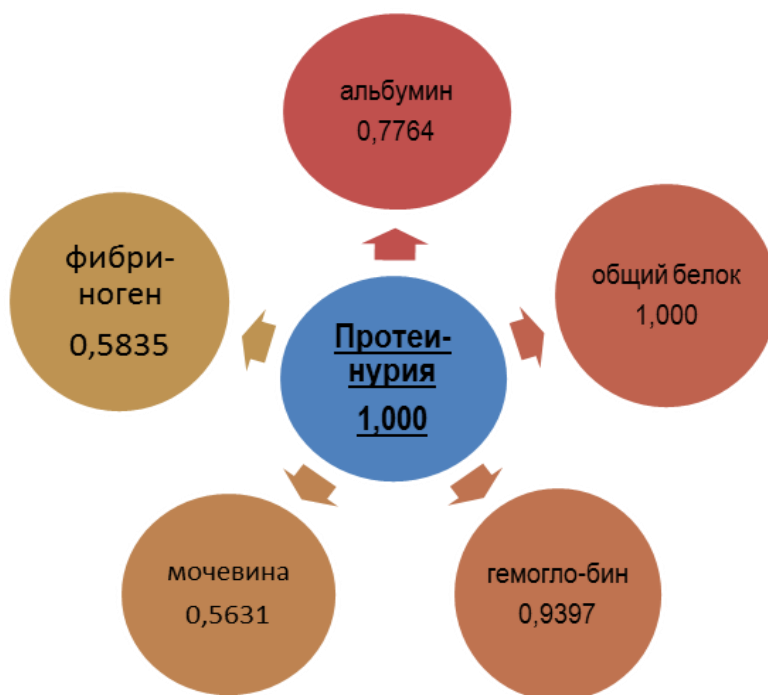 альбумин
0,7764
общий белок
1,000
гемогло-бин
0,9397
мочевина
0,5631
фибри-
ноген
0,5835
Протеи-
нурия
1,000